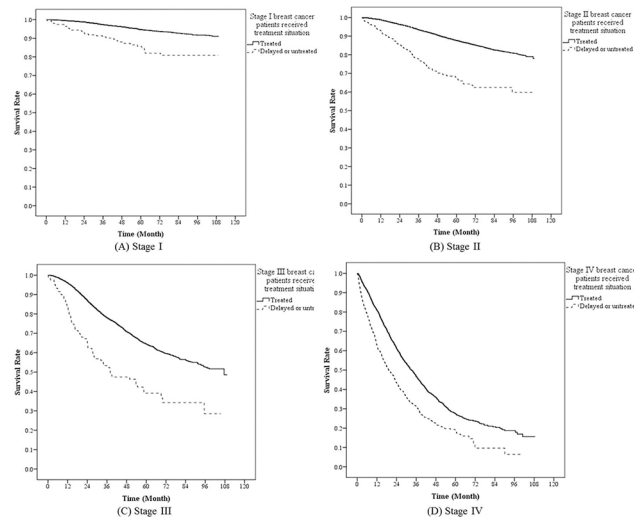 Stage I breast cancer
patients received
treatment situation
Treated
Delayed or untreated
Survival Rate
1.0
0.9
0.8
0.7
0.6
0.5
0.4
0.3
0.2
0.1
0.0
0 12 24 36 48 60 72 84 96 108 120
Time (Month)
(A) Stage I
Stage II breast cancer
patients received
treatment situation
Treated
Delayed or untreated
Survival Rate
1.0
0.9
0.8
0.7
0.6
0.5
0.4
0.3
0.2
0.1
0.0
0 12 24 36 48 60 72 84 96 108 120
Time (Month)
(B) Stage II
Stage III breast can
patients receive
treatment situation
Treated
Delayed or untreate
Survival Rate
1.0
0.9
0.8
0.7
0.6
0.5
0.4
0.3
0.2
0.1
0.0
0 12 24 36 48 60 72 84 96 108 120
Time (Month)
(C) Stage III
Stage IV breast cancer
patients received
treatment situation
Treated
Delayed or untreate
Survival Rate
1.0
0.9
0.8
0.7
0.6
0.5
0.4
0.3
0.2
0.1
0.0
0 12 24 36 48 60 72 84 96 108 120
Time (Month)
(D) Stage IV